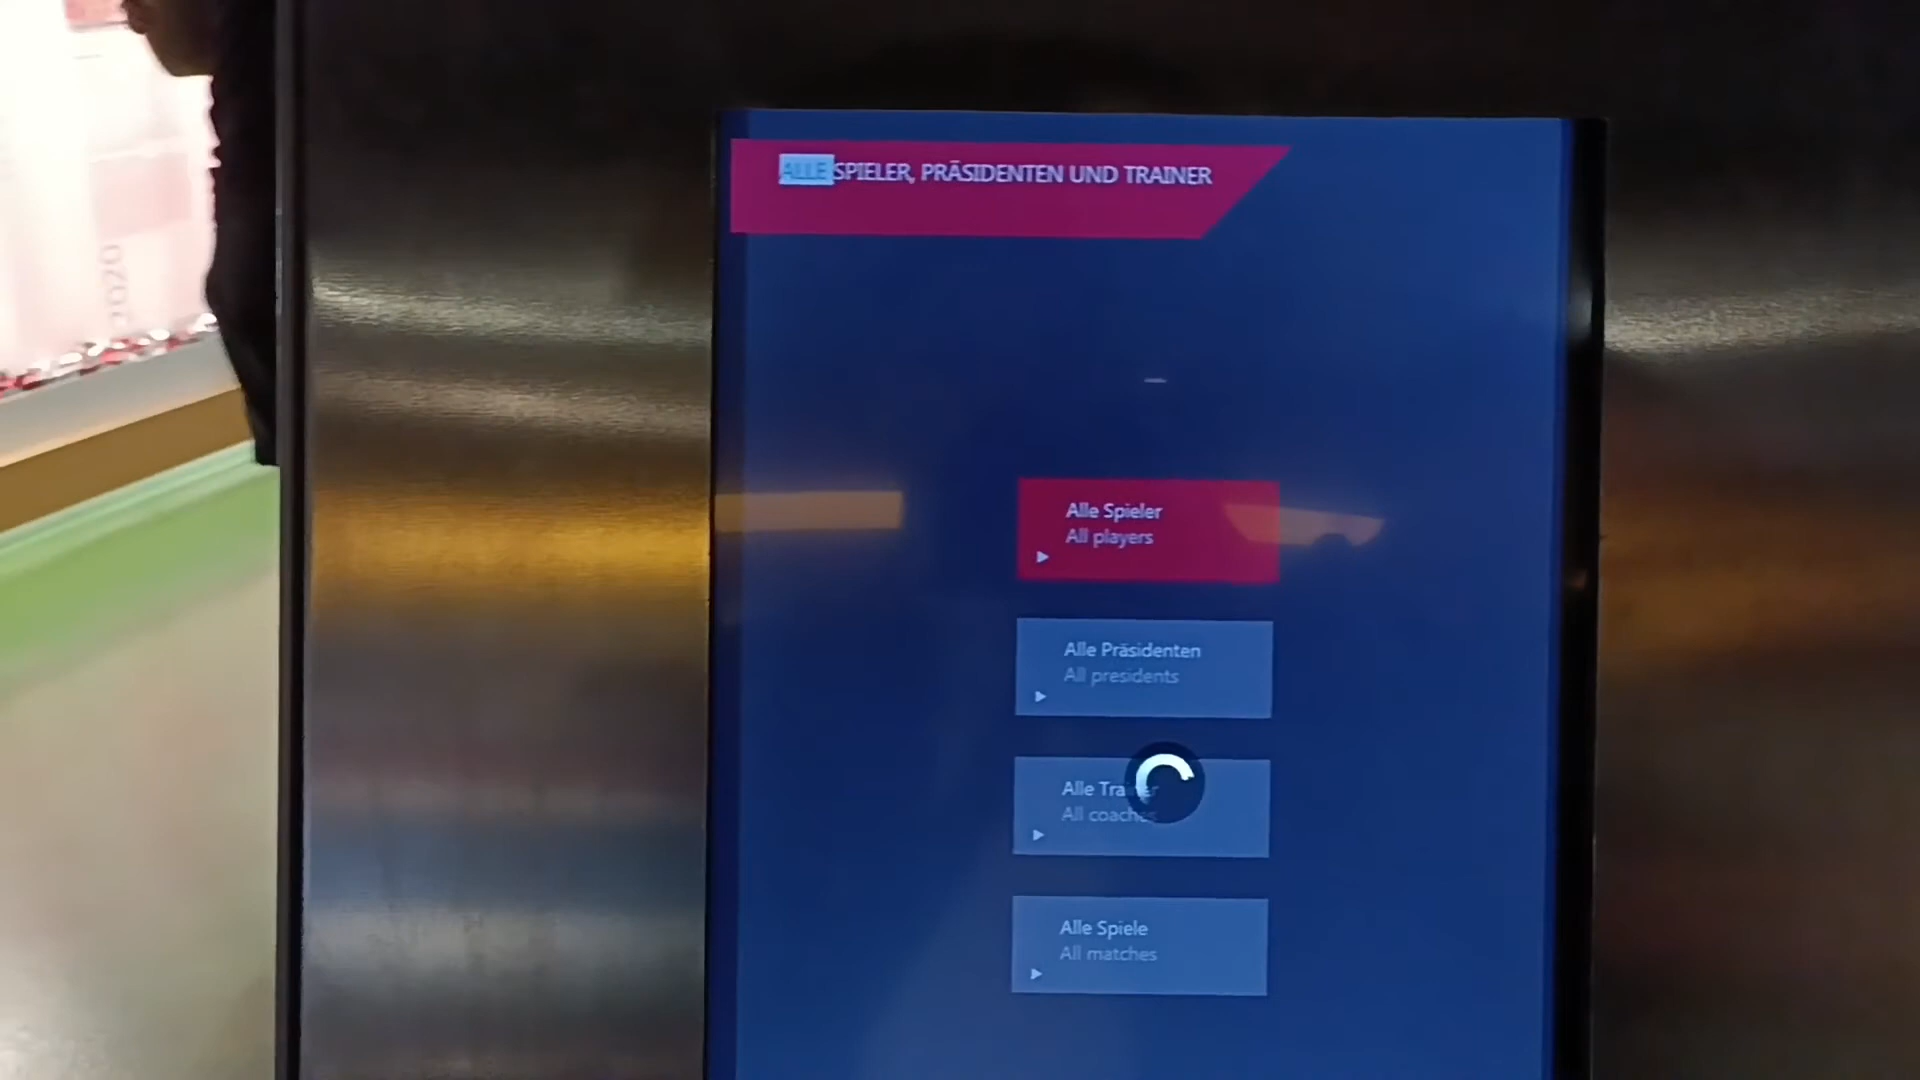 ALLE SPIELER, PRÄSIDENTEN UND TRAINER
Alle Spieler
All players
Alle Präsidenten
All presidents
Alle Trainer
All coaches
Alle Spiele
All matches
2020